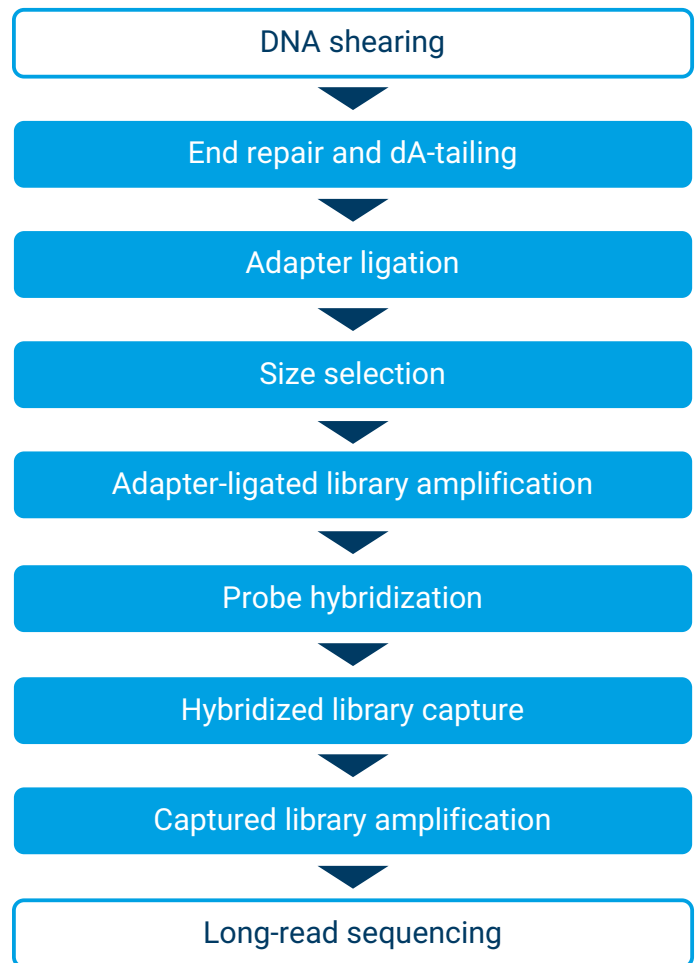 DNA shearing
End repair and dA-tailing
Adapter ligation
Size selection
Adapter-ligated library amplification
Probe hybridization
Hybridized library capture
Captured library amplification
Long-read sequencing